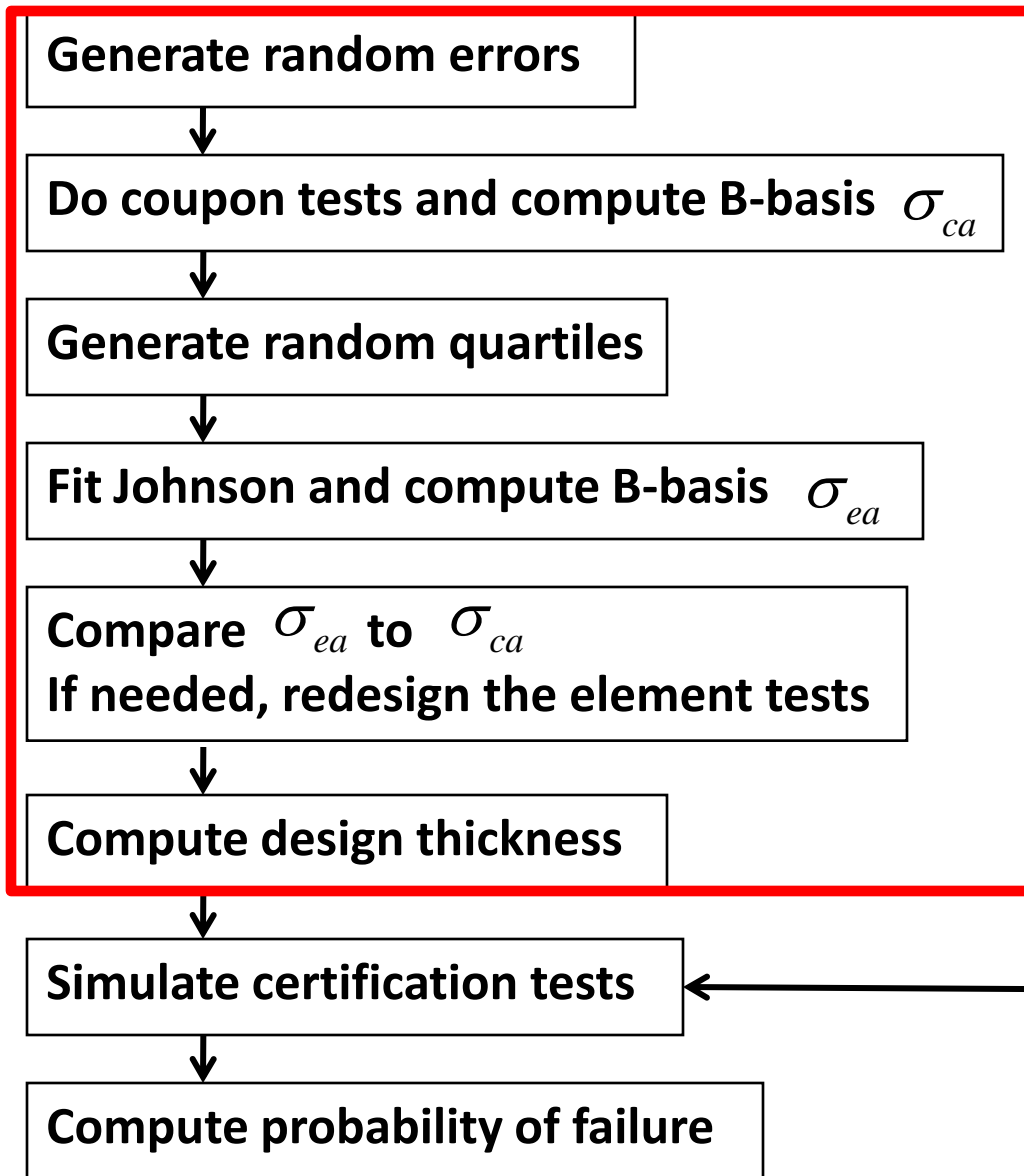 Generate random errors
Do coupon tests and compute B-basis σca
Generate random quartiles
Fit Johnson and compute B-basis σea
Compare σea to σca
If needed, redesign the element tests
Compute design thickness
Simulate certification tests
Compute probability of failure